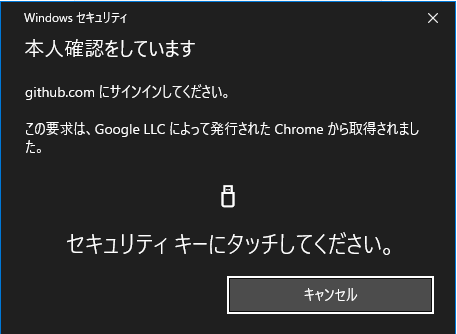 Windows セキュリティ
本人確認をしています
github.com にサインインしてください。
この要求は、Google LLC によって発行された Chrome から取得されまし
た。
セキュリティ キーにタッチしてください。
キャンセル